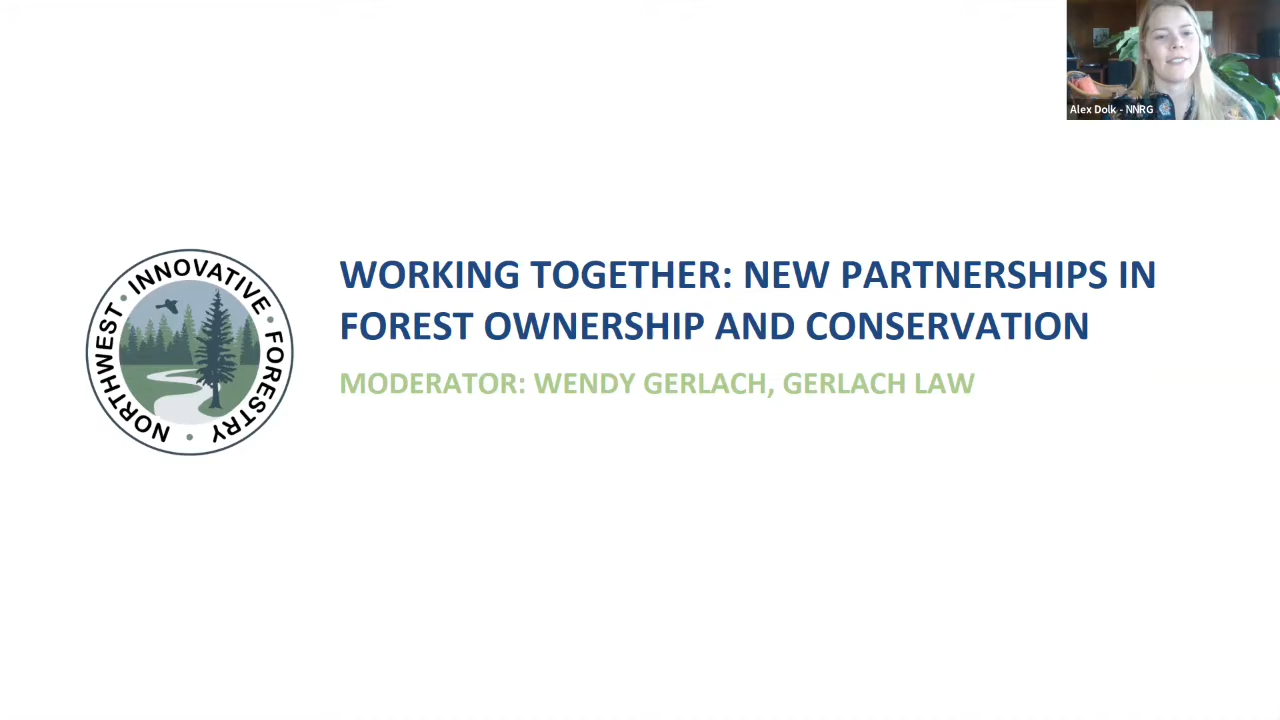 Alex Dolk - NNRG
NORTHWEST • INNOVATIVE • FORESTRY •
WORKING TOGETHER: NEW PARTNERSHIPS IN
FOREST OWNERSHIP AND CONSERVATION
MODERATOR: WENDY GERLACH, GERLACH LAW